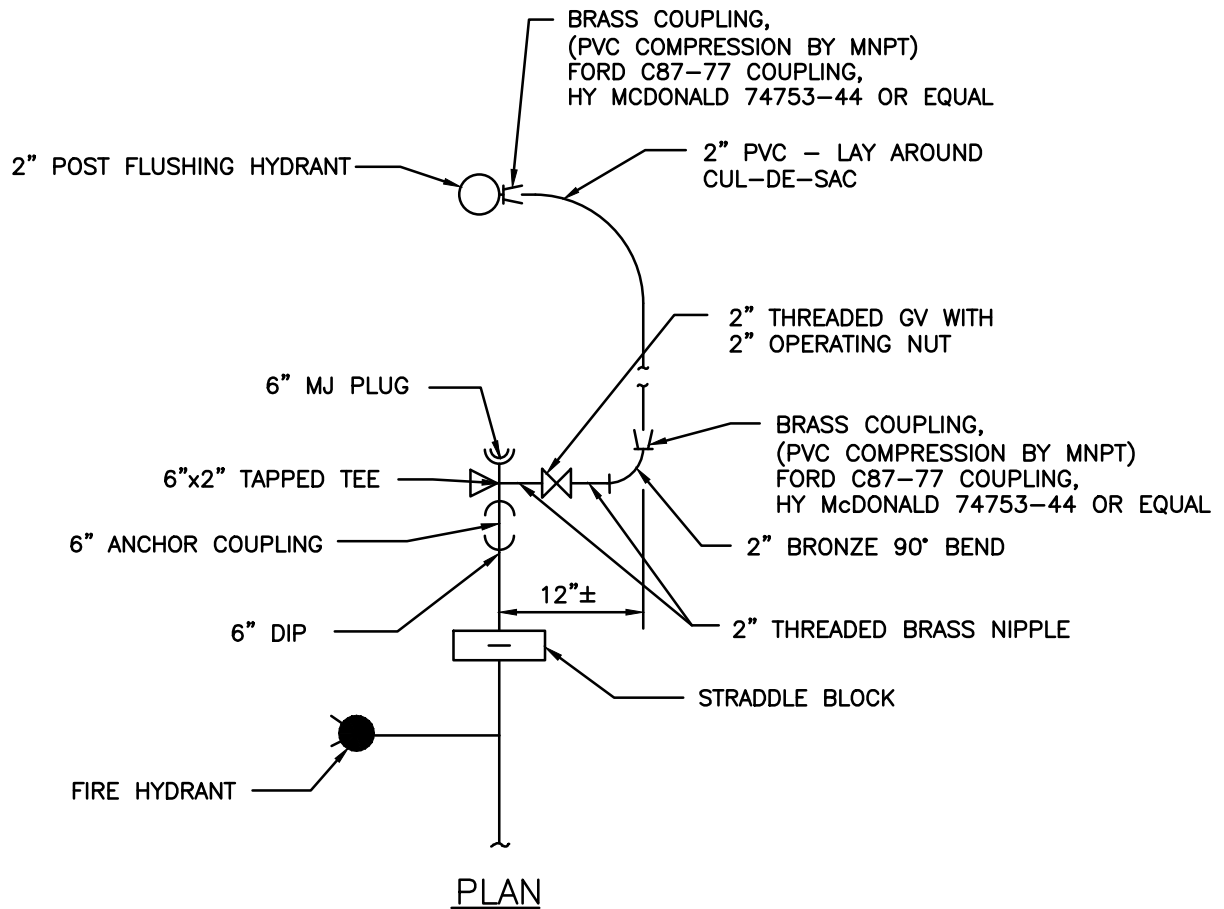 BRASS COUPLING,
(PVC COMPRESSION BY MNPT)
FORD C87-77 COUPLING,
HY MCDONALD 74753-44 OR EQUAL
2” POST FLUSHING HYDRANT
2” PVC - LAY AROUND
CUL-DE-SAC
2” THREADED GV WITH
2” OPERATING NUT
6” MJ PLUG
BRASS COUPLING,
(PVC COMPRESSION BY MNPT)
FORD C87-77 COUPLING,
HY McDONALD 74753-44 OR EQUAL
6”x2” TAPPED TEE
6” ANCHOR COUPLING
2” BRONZE 90° BEND
12”±
6” DIP
2” THREADED BRASS NIPPLE
STRADDLE BLOCK
FIRE HYDRANT
PLAN